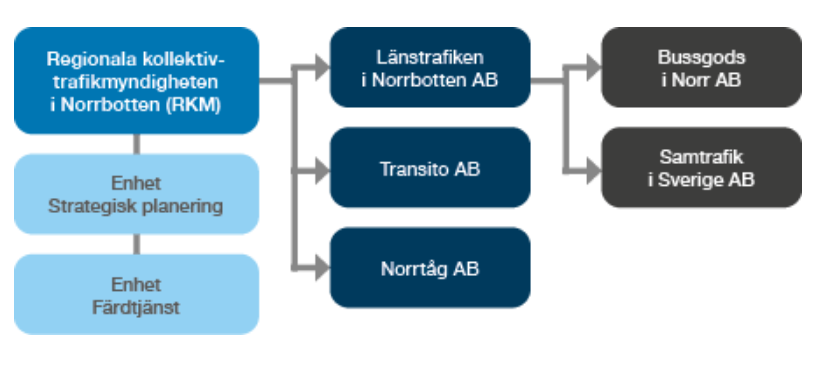 Regionala kollektiv-
trafikmyndigheten
i Norrbotten (RKM)
Enhet
Strategisk planering
Enhet
Färdtjänst
Länstrafiken
i Norrbotten AB
Transito AB
Norrtåg AB
Bussgods
i Norr AB
Samtrafik
i Sverige AB